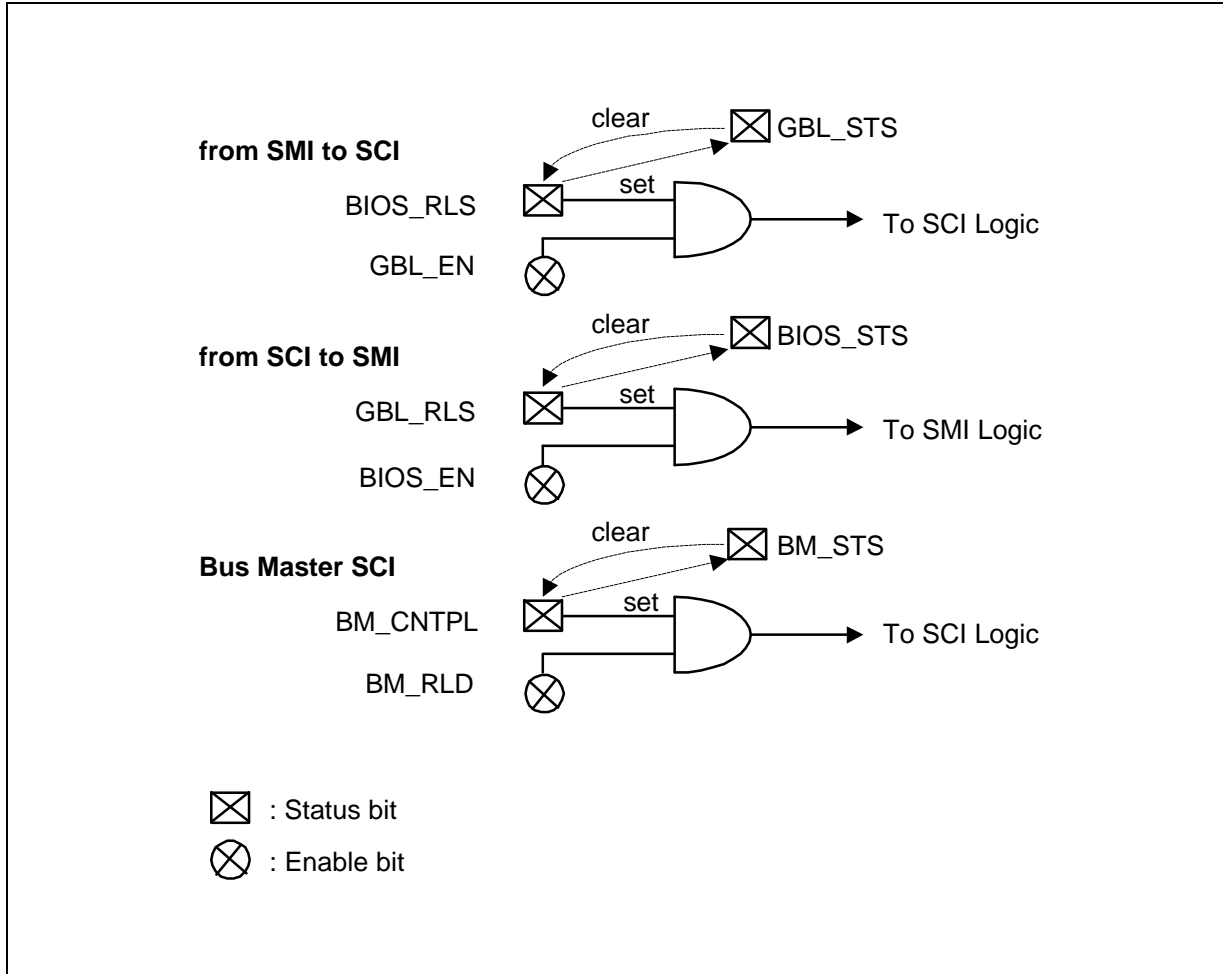 clear
GBL_STS
from SMI to SCI
set
BIOS_RLS
To SCI Logic
GBL_EN
clear
BIOS_STS
from SCI to SMI
set
GBL_RLS
To SMI Logic
BIOS_EN
clear
BM_STS
Bus Master SCI
set
BM_CNTPL
To SCI Logic
BM_RLD
: Status bit
: Enable bit